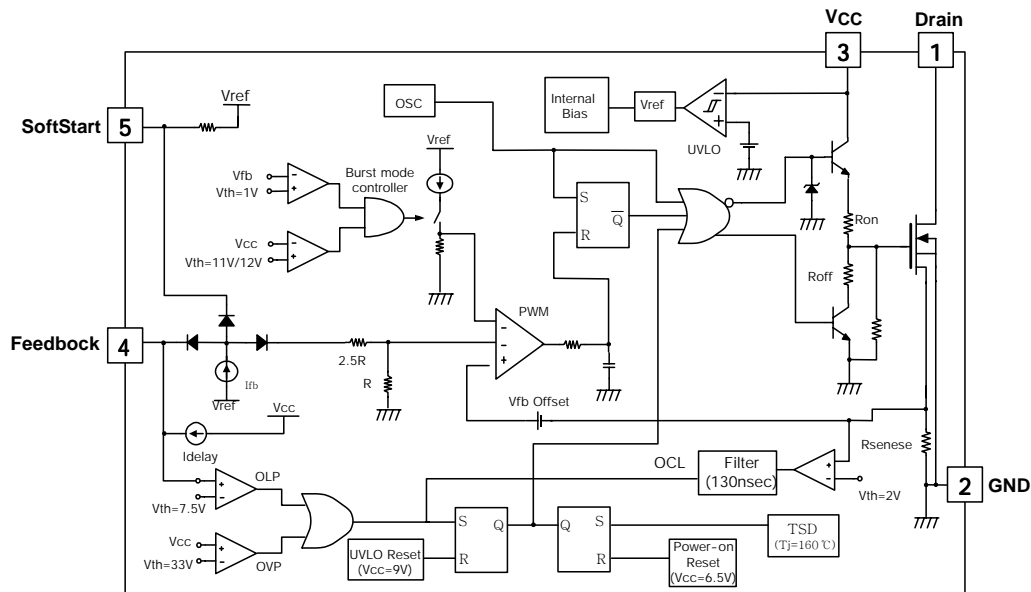 VCC Drain
3 1
Vref
SoftStart 5
OSC
Internal
Bias
Vref
UVLO
Vref
Burst mode
controller
Vfb
Vth=1V
Vcc
Vth=11V/12V
S
Q
R
Ron
Roff
PWM
Feedbock 4
2.5R
R
Ifb
Vref
Vcc
Idelay
Vfb Offset
Rsenese
OLP
Vth=7.5V
OCL
Filter
(130nsec)
Vth=2V
2 GND
Vcc
Vth=33V
OVP
UVLO Reset
(Vcc=9V)
S
Q
R
Q
S
R
TSD
(Tj=160℃)
Power-on
Reset
(Vcc=6.5V)